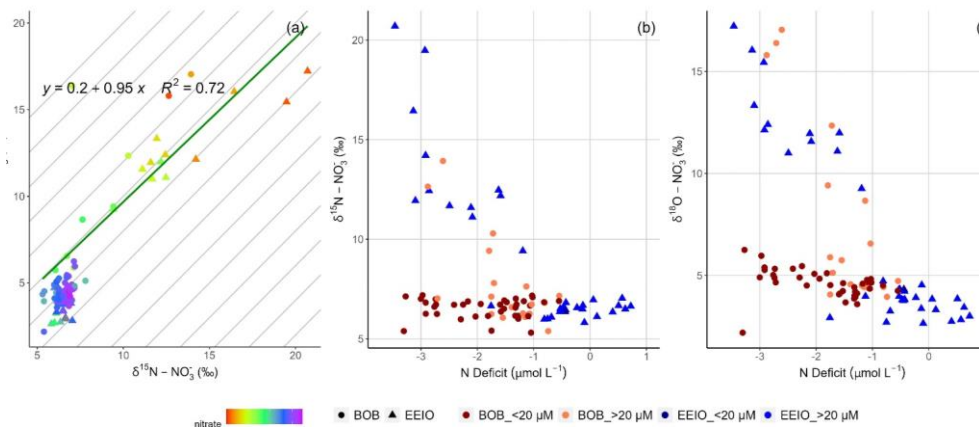 (a)
y = 0.2 + 0.95 x R² = 0.72
20
15
10
5
5 10 15 20
δ¹⁵N – NO₃⁻ (‰)
(b)
δ¹⁵N – NO₃⁻ (‰)
20
15
10
5
-3 -2 -1 0 1
N Deficit (μmol L⁻¹)
δ¹⁸O – NO₃⁻ (‰)
15
10
5
-3 -2 -1 0
N Deficit (μmol L⁻¹)
nitrate
BOB EEIO
BOB_<20 μM BOB_>20 μM EEIO_<20 μM EEIO_>20 μM